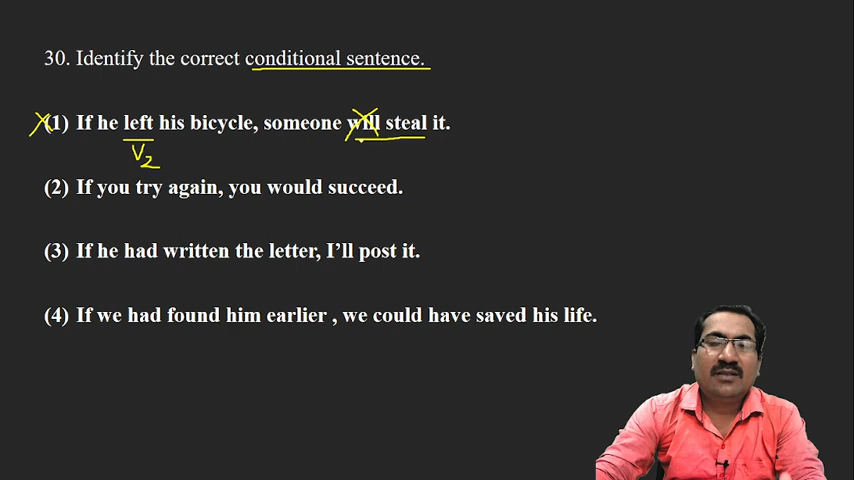 30. Identify the correct conditional sentence.
(1) If he left his bicycle, someone will steal it.
V2
(2) If you try again, you would succeed.
(3) If he had written the letter, I'll post it.
(4) If we had found him earlier , we could have saved his life.